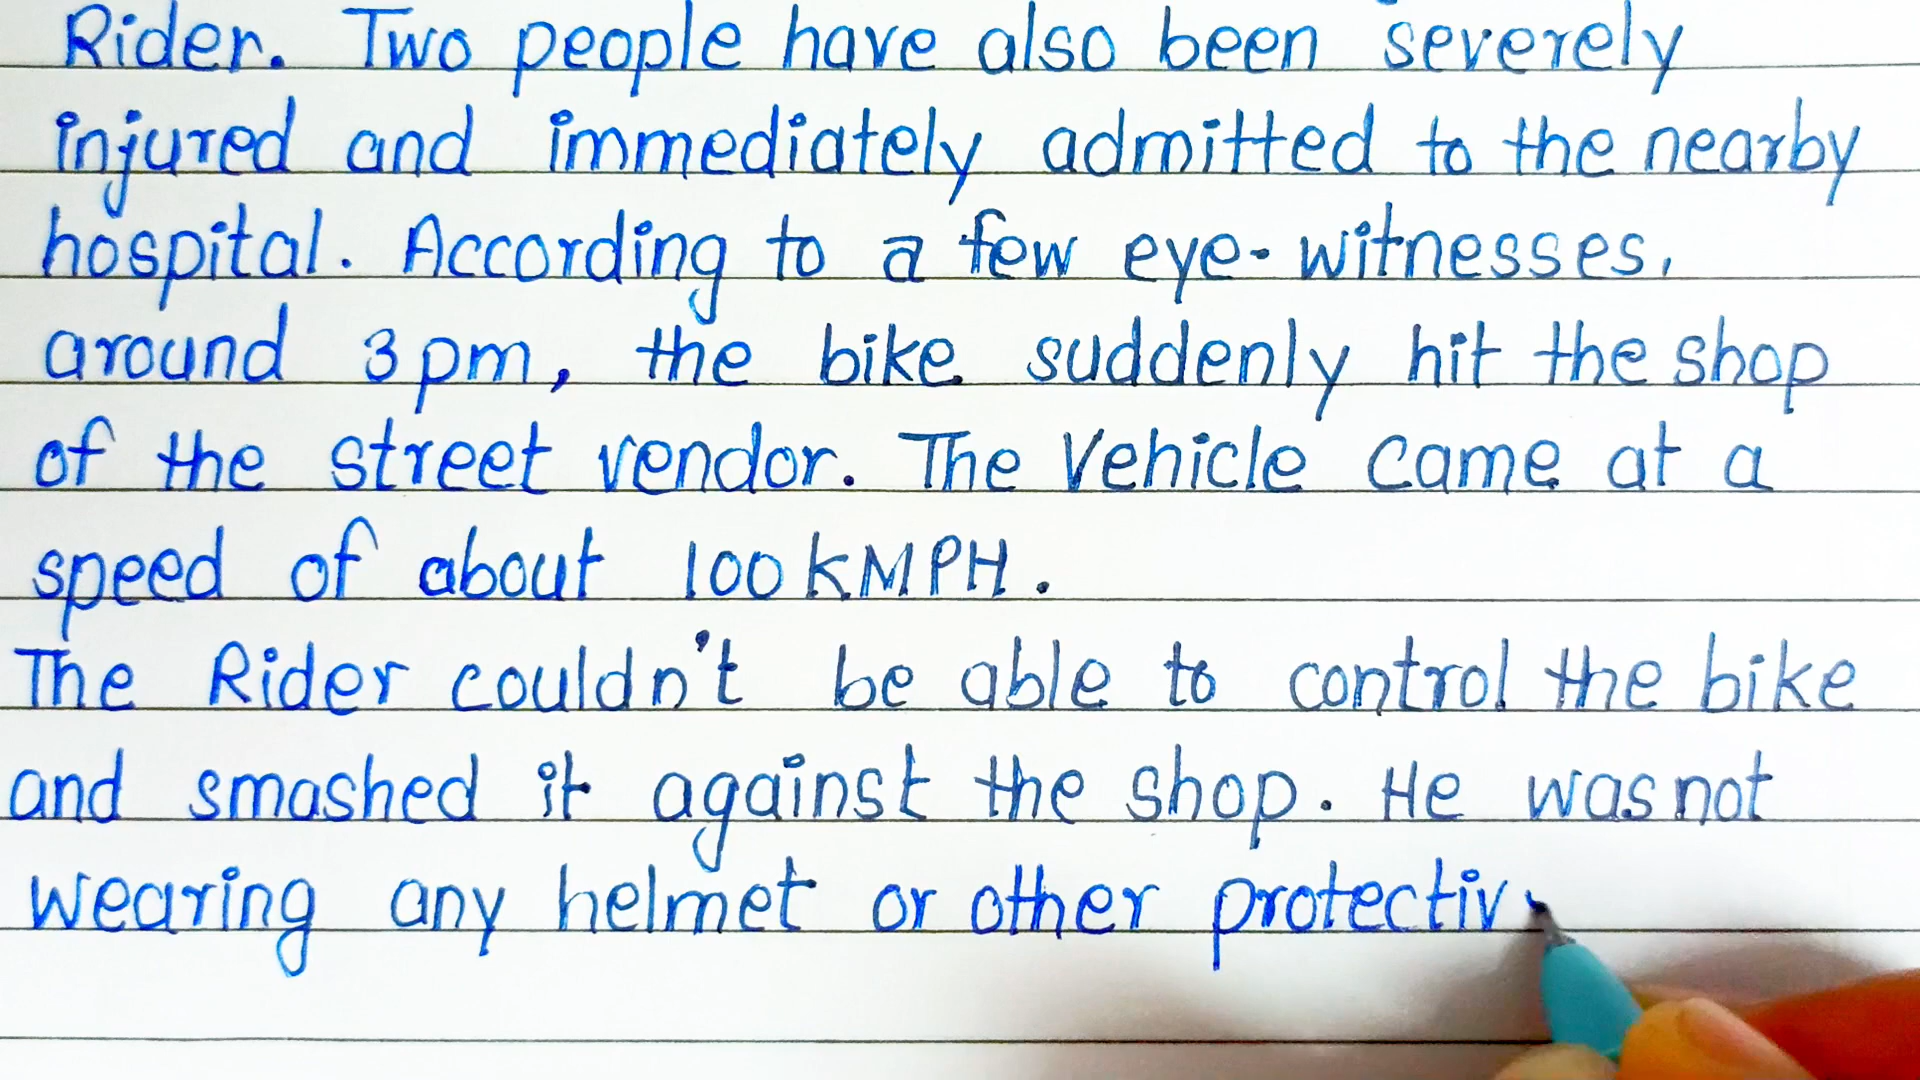 Rider. Two people have also been severely
injured and immediately admitted to the nearby
hospital. According to a few eye-witnesses,
around 3pm, the bike suddenly hit the shop
of the street vendor. The Vehicle came at a
speed of about 100KMPH.
The Rider couldn't be able to control the bike
and smashed it against the shop. He was not
wearing any helmet or other protectiv